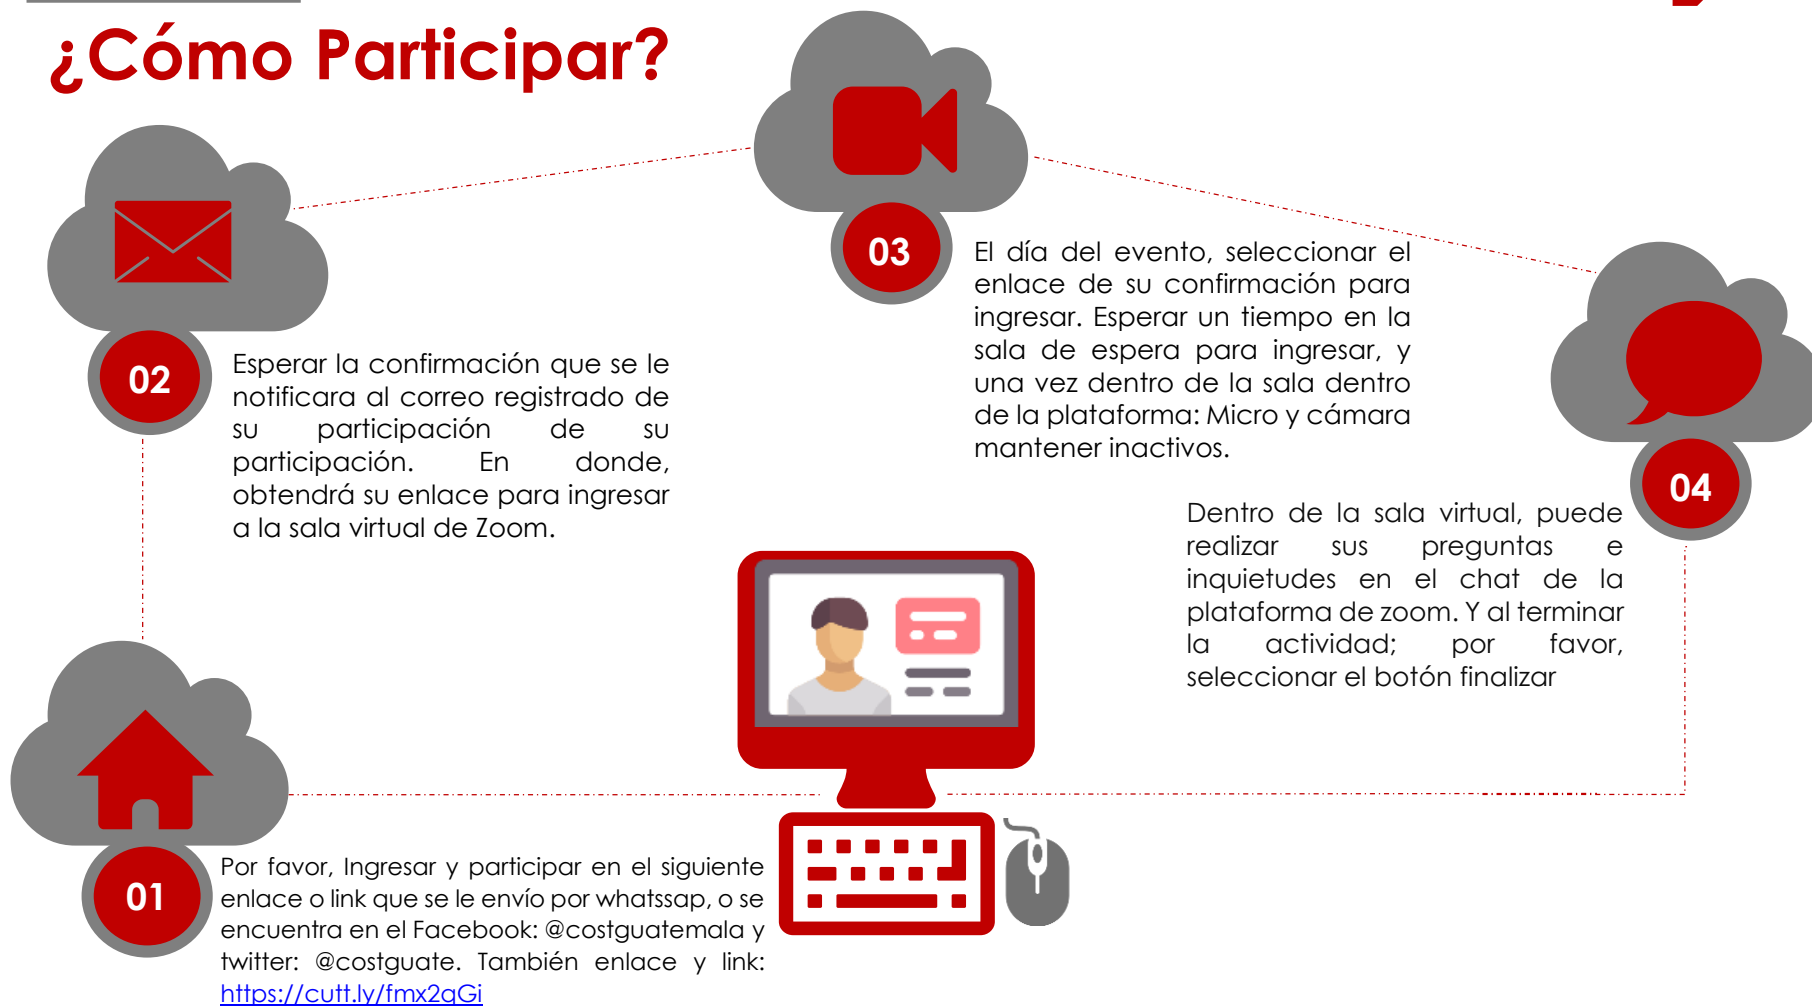 ¿Cómo Participar?
01
Por favor, Ingresar y participar en el siguiente
enlace o link que se le envío por whatssap, o se
encuentra en el Facebook: @costguatemala y
twitter: @costguate. También enlace y link:
https://cutt.ly/fmx2qGi
02
Esperar la confirmación que se le
notificara al correo registrado de
su participación de su
participación. En donde,
obtendrá su enlace para ingresar
a la sala virtual de Zoom.
03
El día del evento, seleccionar el
enlace de su confirmación para
ingresar. Esperar un tiempo en la
sala de espera para ingresar, y
una vez dentro de la sala dentro
de la plataforma: Micro y cámara
mantener inactivos.
04
Dentro de la sala virtual, puede
realizar sus preguntas e
inquietudes en el chat de la
plataforma de zoom. Y al terminar
la actividad; por favor,
seleccionar el botón finalizar